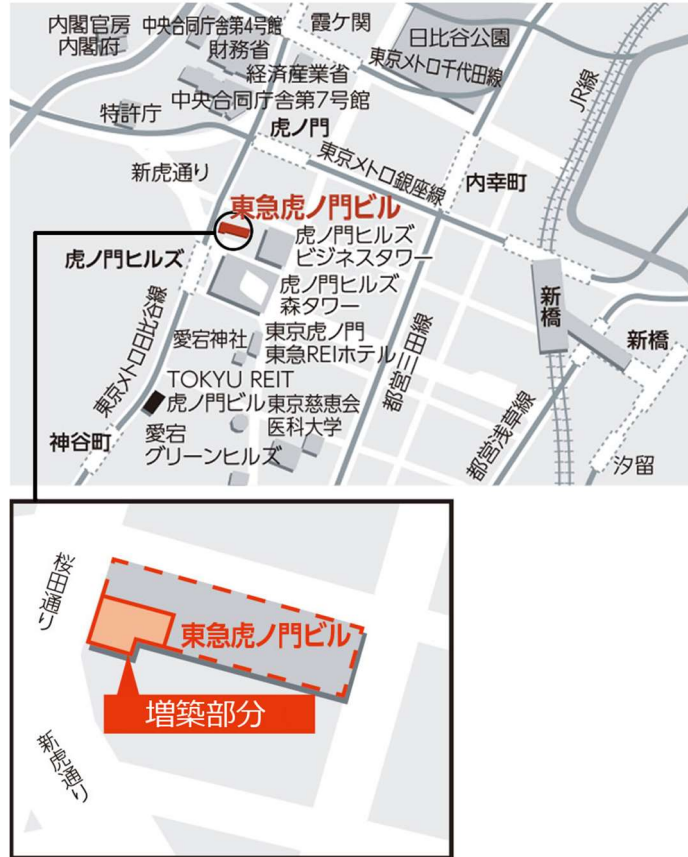 内閣官房
内閣府
中央合同庁舎第4号館
財務省
霞ケ関
日比谷公園
経済産業省
東京メトロ千代田線
JR線
特許庁
中央合同庁舎第7号館
虎ノ門
新虎通り
東京メトロ銀座線
内幸町
東急虎ノ門ビル
虎ノ門ヒルズ
虎ノ門ヒルズ
ビジネスタワー
虎ノ門ヒルズ
森タワー
新橋
新橋
東京メトロ日比谷線
愛宕神社
東京虎ノ門
東急REIホテル
都営三田線
TOKYU REIT
虎ノ門ビル
東京慈恵会
医科大学
都営浅草線
神谷町
愛宕
グリーンヒルズ
汐留
桜田通り
東急虎ノ門ビル
増築部分
新虎通り